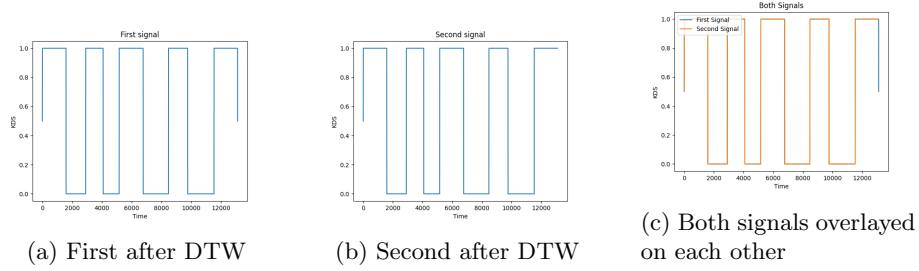 First signal
1.0
0.8
0.6
0.4
0.2
0.0
KDS
0 2000 4000 6000 8000 10000 12000
Time
(a) First after DTW
Second signal
1.0
0.8
0.6
0.4
0.2
0.0
KDS
0 2000 4000 6000 8000 10000 12000
Time
(b) Second after DTW
Both Signals
First Signal
Second Signal
1.0
0.8
0.6
0.4
0.2
0.0
KDS
0 2000 4000 6000 8000 10000 12000
Time
(c) Both signals overlayed
on each other